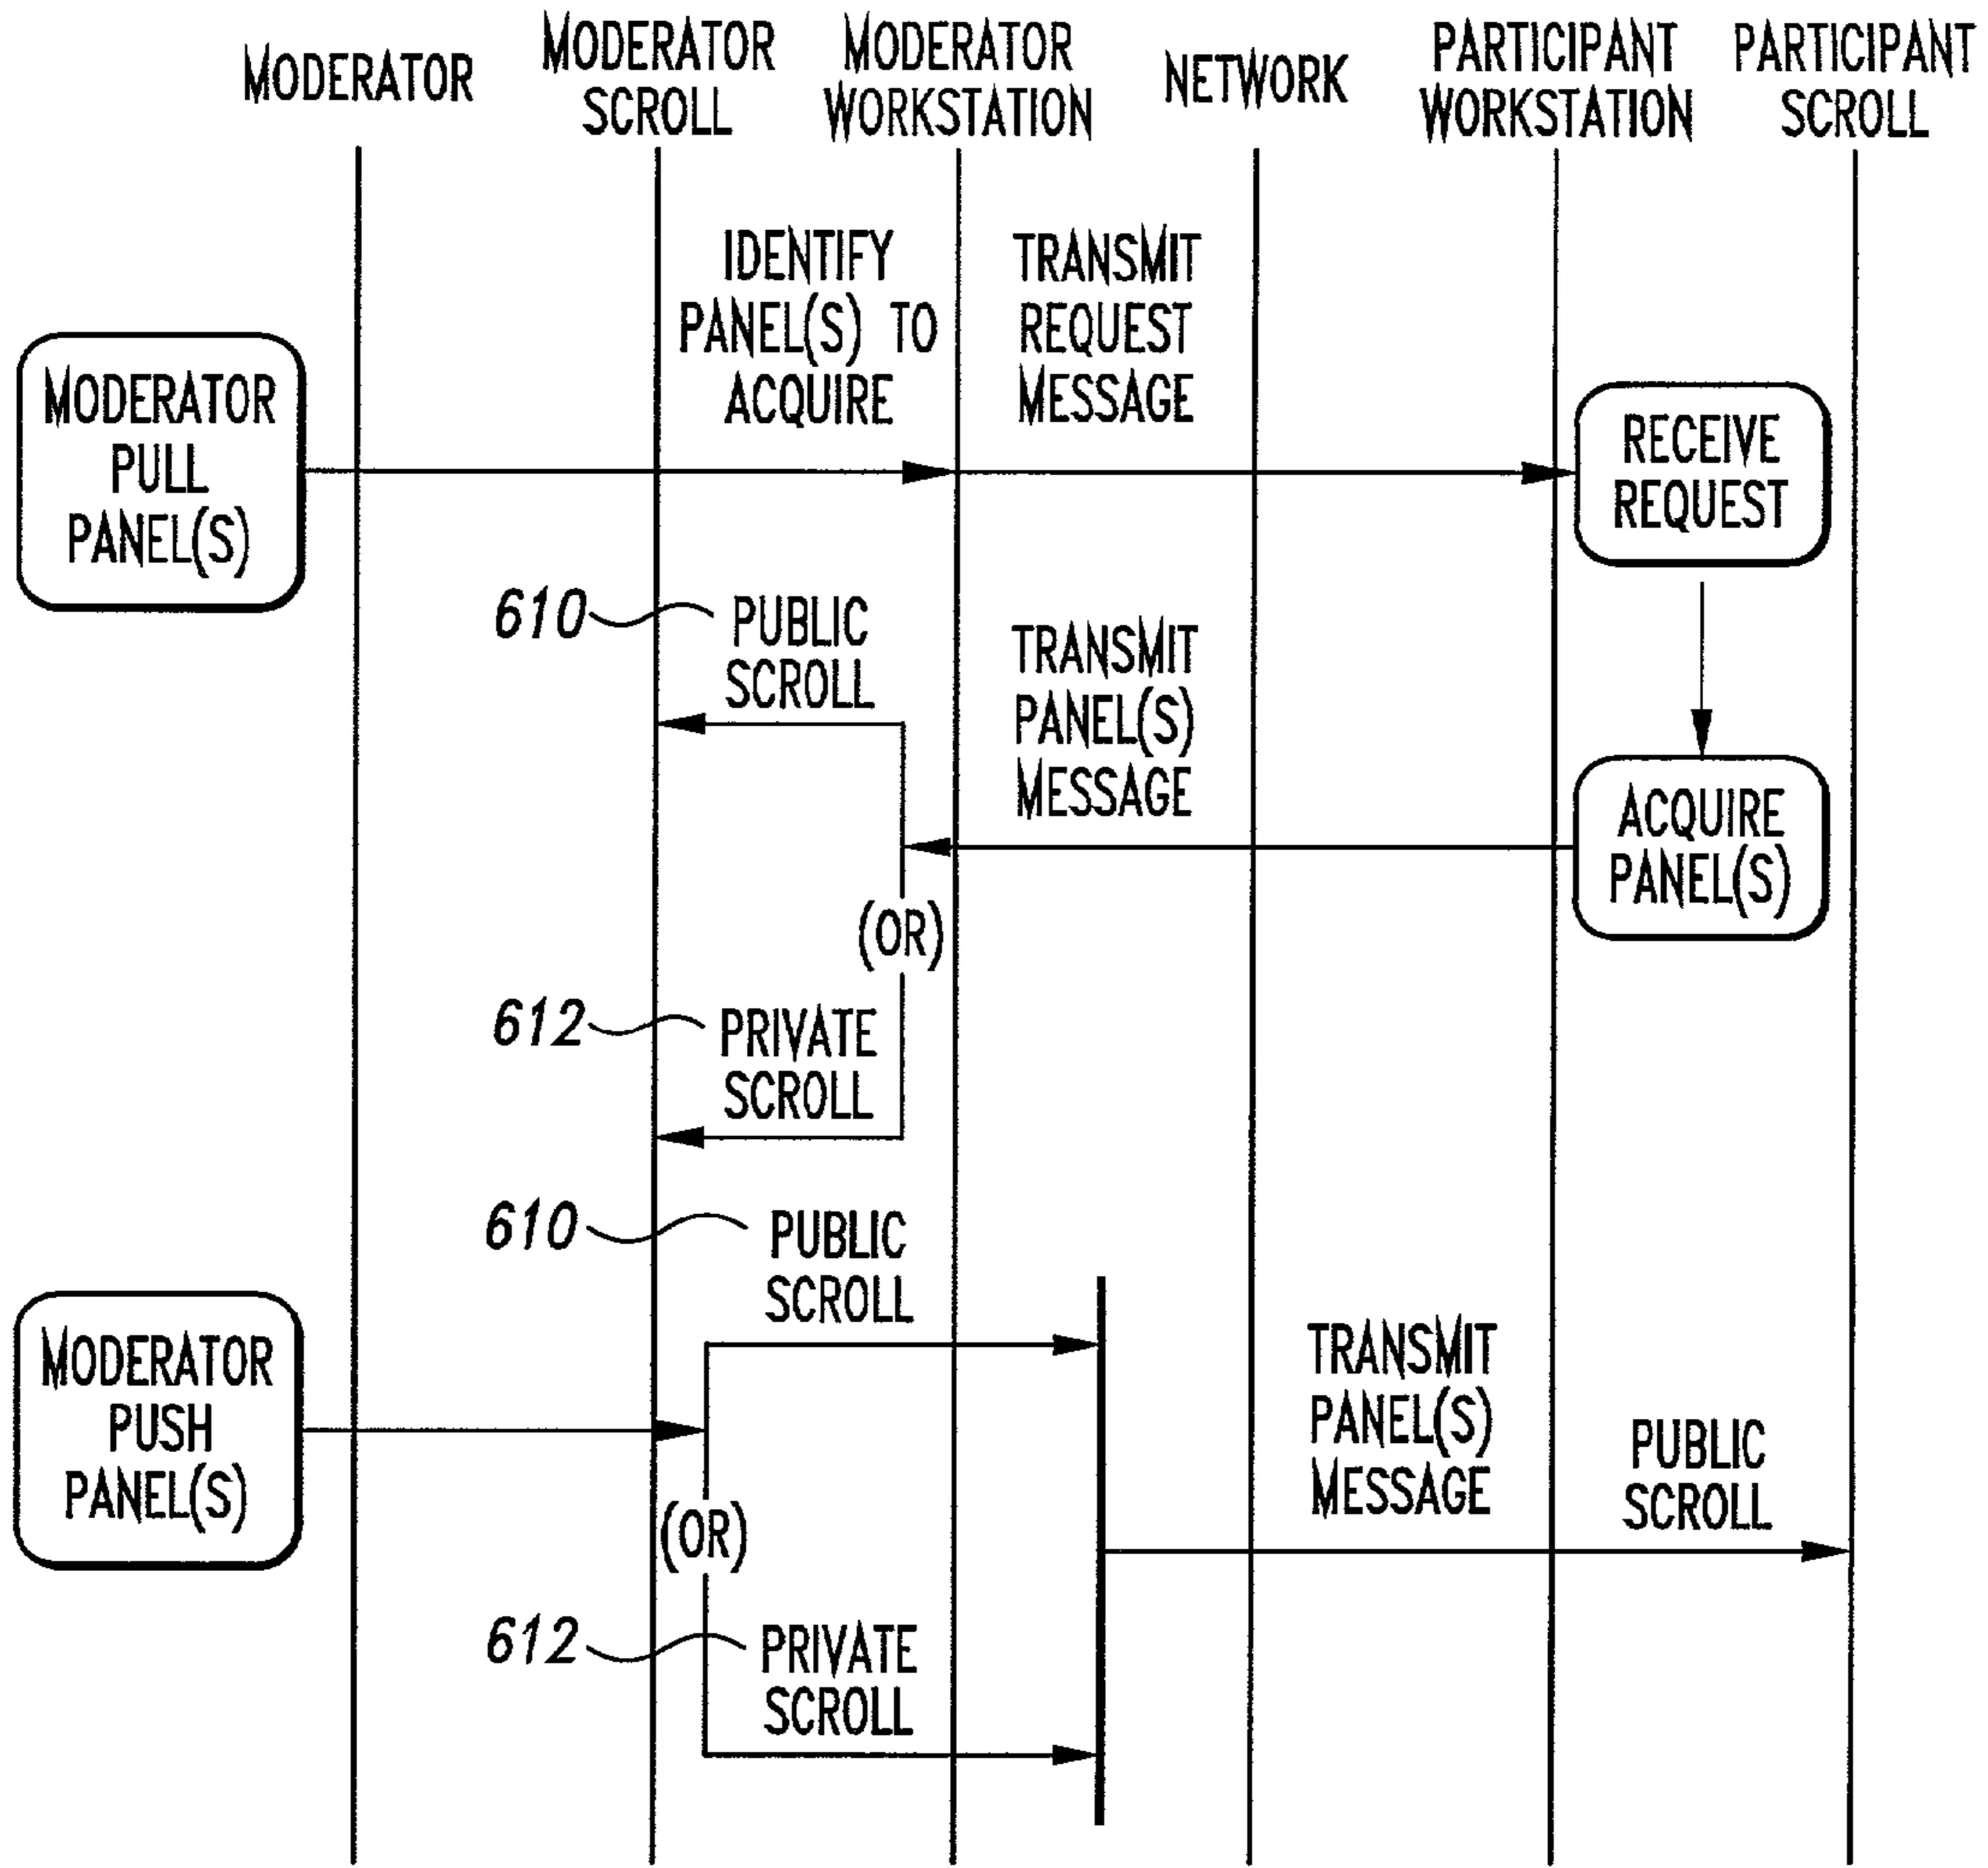 MODERATOR
MODERATOR
SCROLL
MODERATOR
WORKSTATION
NETWORK
PARTICIPANT
WORKSTATION
PARTICIPANT
SCROLL
MODERATOR
PULL
PANEL(S)
IDENTIFY
PANEL(S) TO
ACQUIRE
TRANSMIT
REQUEST
MESSAGE
RECEIVE
REQUEST
610
PUBLIC
SCROLL
TRANSMIT
PANEL(S)
MESSAGE
ACQUIRE
PANEL(S)
(OR)
612
PRIVATE
SCROLL
610
PUBLIC
SCROLL
MODERATOR
PUSH
PANEL(S)
(OR)
TRANSMIT
PANEL(S)
MESSAGE
PUBLIC
SCROLL
612
PRIVATE
SCROLL